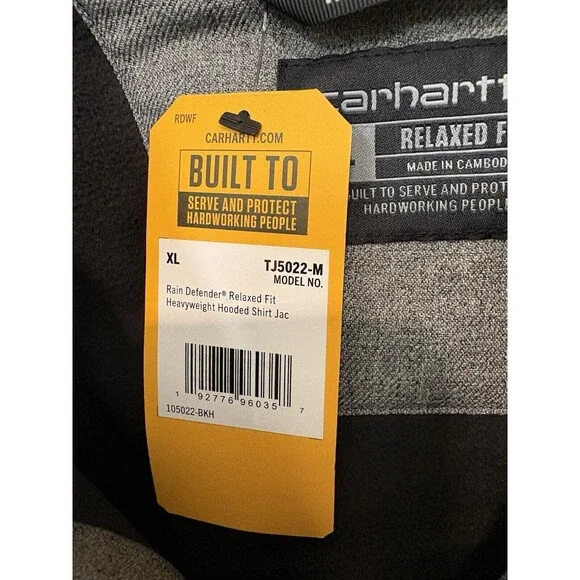 RDWF
CARHARTT.COM
BUILT TO
SERVE AND PROTECT
HARDWORKING PEOPLE
XL
TJ5022-M
MODEL NO.
Rain Defender® Relaxed Fit
Heavyweight Hooded Shirt Jac
1 92776 96035 7
105022-BKH
carhartt
RELAXED F
MADE IN CAMBOD
UILT TO SERVE AND PROT
HARDWORKING PEOPLE